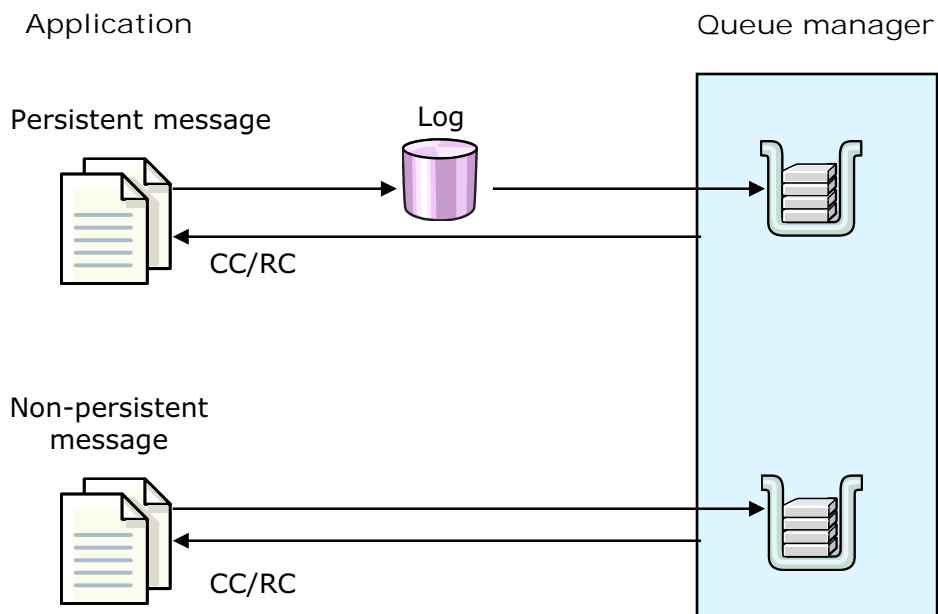 Application
Queue manager
Persistent message
Log
CC/RC
Non-persistent
message
CC/RC